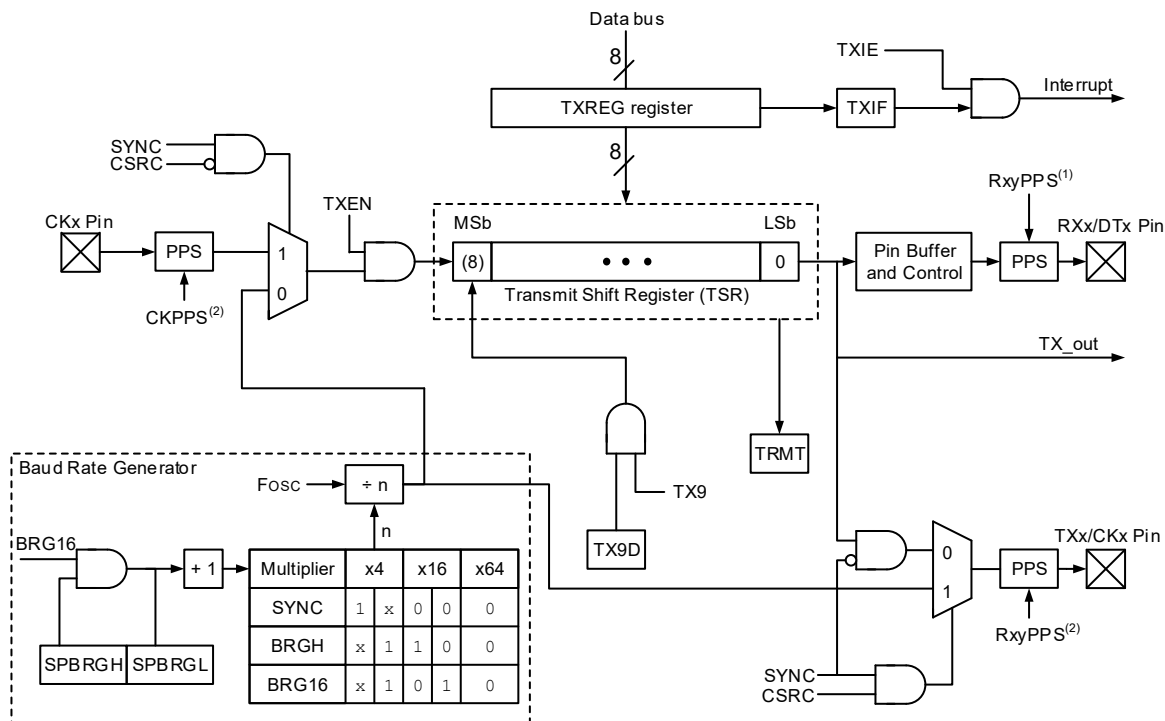 Data bus
8
TXIE
Interrupt
TXREG register
TXIF
SYNC
CSRC
8
RxyPPS(1)
TXEN
CKx Pin
MSb
LSb
RXx/DTx Pin
PPS
1
(8)
• • •
0
Pin Buffer
and Control
PPS
0
Transmit Shift Register (TSR)
CKPPS(2)
TX_out
TRMT
Baud Rate Generator
Fosc
÷ n
TX9
n
TX9D
BRG16
+ 1
Multiplier x4 x16 x64
SYNC 1 x 0 0 0
BRGH x 1 1 0 0
BRG16 x 1 0 1 0
SPBRGH SPBRGL
TXx/CKx Pin
0
PPS
1
RxyPPS(2)
SYNC
CSRC